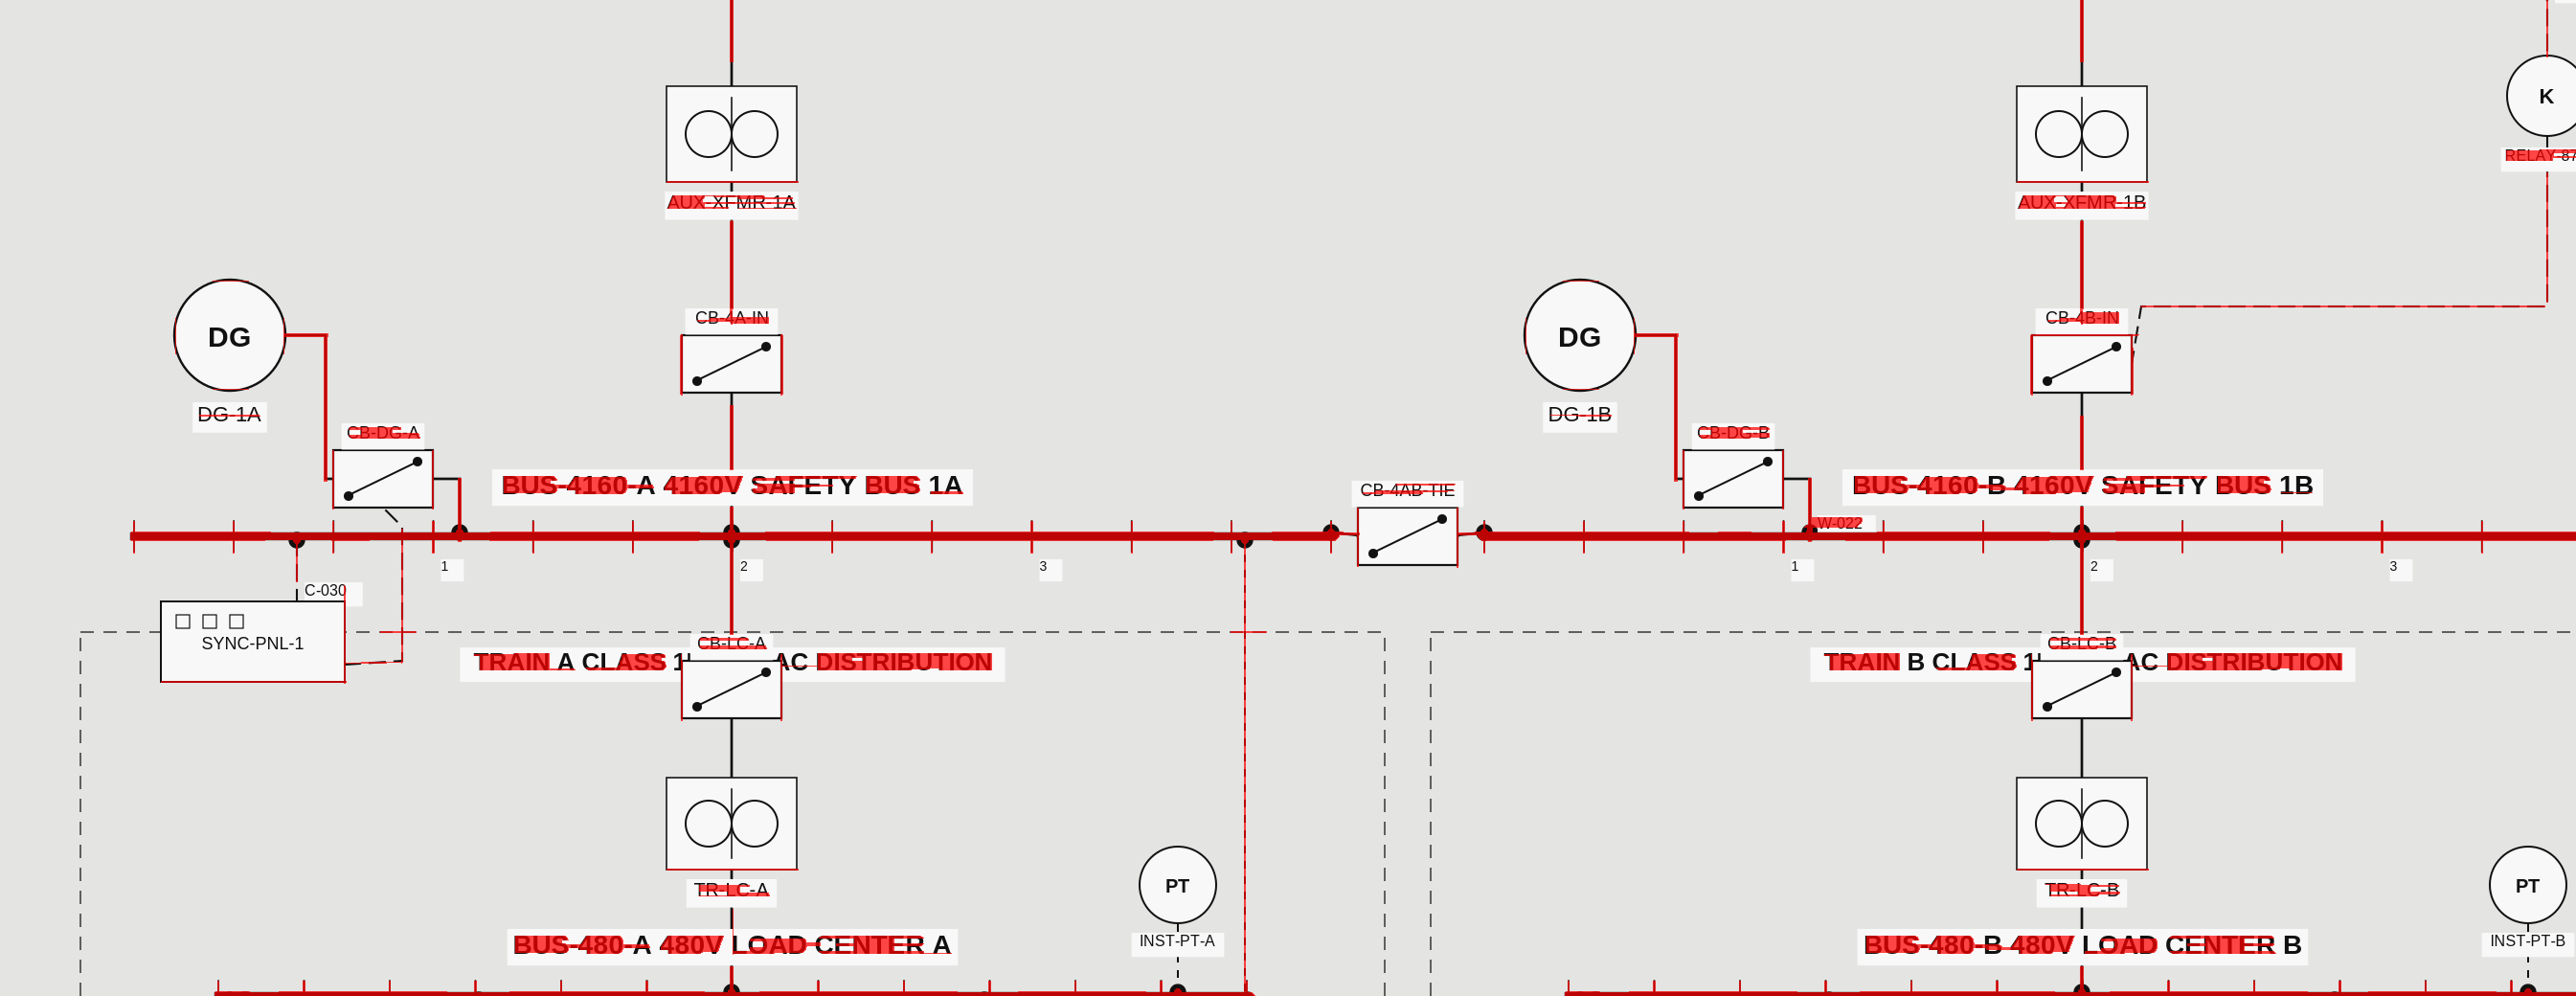 K
RELAY-87
AUX-XFMR-1A
AUX-XFMR-1B
CB-4A-IN
CB-4B-IN
DG
DG
DG-1A
DG-1B
CB-DG-A
CB-DG-B
BUS-4160-A 4160V SAFETY BUS 1A
CB-4AB-TIE
BUS-4160-B 4160V SAFETY BUS 1B
W-022
1
2
3
1
2
3
C-030
SYNC-PNL-1
CB-LC-A
CB-LC-B
TRAIN A CLASS AC DISTRIBUTION
TRAIN B CLASS AC DISTRIBUTION
PT
PT
TR-LC-A
TR-LC-B
BUS-480-A 480V LOAD CENTER A
INST-PT-A
BUS-480-B 480V LOAD CENTER B
INST-PT-B